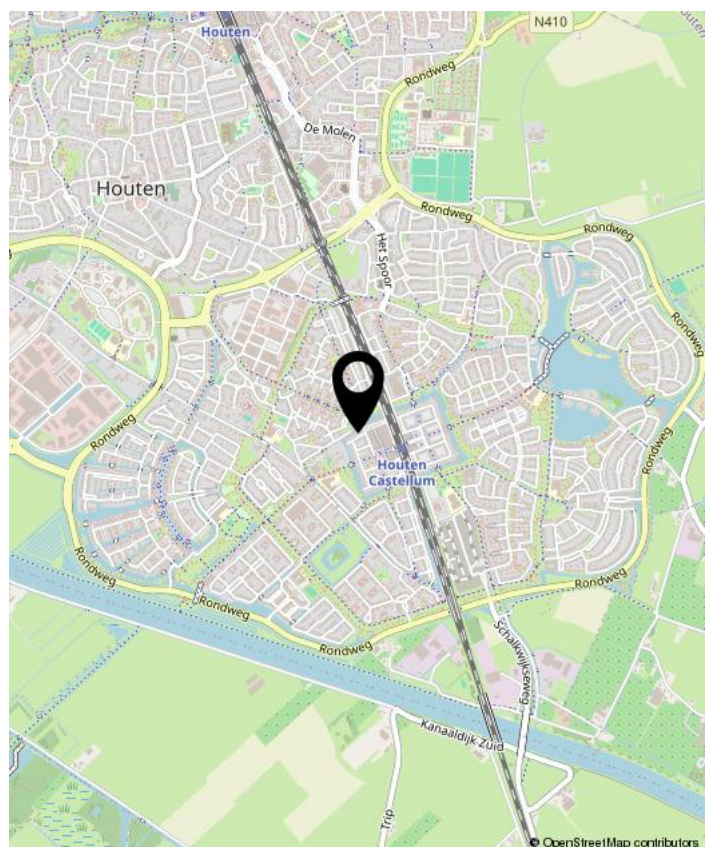 N410
Houten
Rondweg
De Molen
Houten
Rondweg
Rondweg
Het Spoor
Rondweg
Rondweg
Houten
Castellum
Rondweg
Rondweg
Rondweg
Rondweg
Rondweg
Schalkwijkseweg
Kanaaldijk Zuid
Trip
© OpenStreetMap contributors